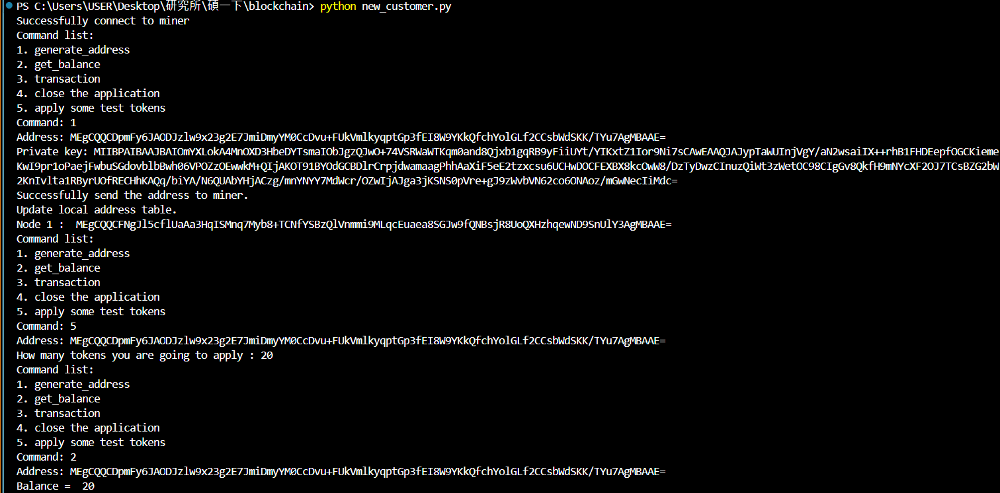 PS C:\Users\USER\Desktop\研究所\碩一下\blockchain> python new_customer.py
Successfully connect to miner
Command list:
1. generate_address
2. get_balance
3. transaction
4. close the application
5. apply some test tokens
Command: 1
Address: MEgCQQCDpmFy6JAODJzlw9x23g2E7JmiDmyYM0CcDvu+FUkVmlkyqptGp3fEI8W9YKkQfchYolGLf2CCsbWdSKK/TYu7AgMBAAE=
Private key: MIIBPAIBAAJBAIOmYXLokA4MnOXD3HbeDYTsmaIObJgzQJwO+74VSRWaWTKqm0and8Qjxb1gqRB9yFiiUYt/YIKxtZ1Ior9Ni7sCAwEAAQJAJypTaWUInjVgY/aN2wsaiIX++rhB1FHDEepfOGCKieme
KwI9pr1oPaejFwbuSGdovblbBwh06VPOZzOEwwkM+QIjAKOT91BYOdGCBDlrCrpjdwamaagPhhAaXiF5eE2tzxcsu6UCHwDOCFEXBX8kcOwW8/DzTyDwzCInuzQiWt3zWetOC98CIgGv8QkfH9mNYcXF2OJ7TCsBZG2bW
2KnIvlta1RByrUOfRECHhKAQq/biYA/N6QUAbYHjACzg/mnYNYY7MdWcr/OZwIjAJga3jKSNS0pVre+gJ9zWvbVN62co6ONAoz/mGwNecIiMdc=
Successfully send the address to miner.
Update local address table.
Node 1 :  MEgCQQCFNgJl5cflUaAa3HqISMnq7Myb8+TCNfYSBzQlVnmmi9MLqcEuaea8SGJw9fQNBsjR8UoQXHzhqewND9SnUlY3AgMBAAE=
Command list:
1. generate_address
2. get_balance
3. transaction
4. close the application
5. apply some test tokens
Command: 5
Address: MEgCQQCDpmFy6JAODJzlw9x23g2E7JmiDmyYM0CcDvu+FUkVmlkyqptGp3fEI8W9YKkQfchYolGLf2CCsbWdSKK/TYu7AgMBAAE=
How many tokens you are going to apply : 20
Command list:
1. generate_address
2. get_balance
3. transaction
4. close the application
5. apply some test tokens
Command: 2
Address: MEgCQQCDpmFy6JAODJzlw9x23g2E7JmiDmyYM0CcDvu+FUkVmlkyqptGp3fEI8W9YKkQfchYolGLf2CCsbWdSKK/TYu7AgMBAAE=
Balance =  20